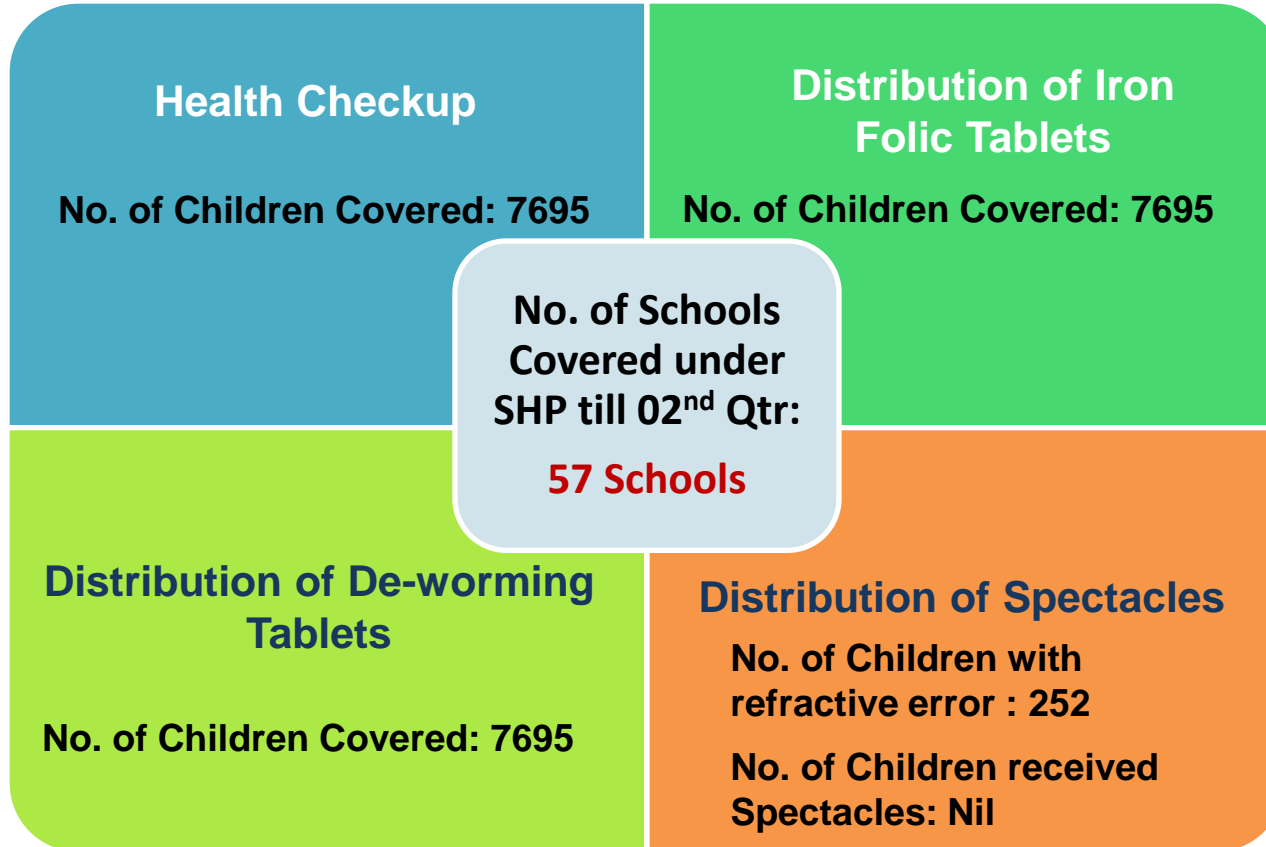 Health Checkup
No. of Children Covered: 7695
Distribution of Iron
Folic Tablets
No. of Children Covered: 7695
No. of Schools
Covered under
SHP till 02nd Qtr:
57 Schools
Distribution of De-worming
Tablets
No. of Children Covered: 7695
Distribution of Spectacles
No. of Children with
refractive error : 252
No. of Children received
Spectacles: Nil